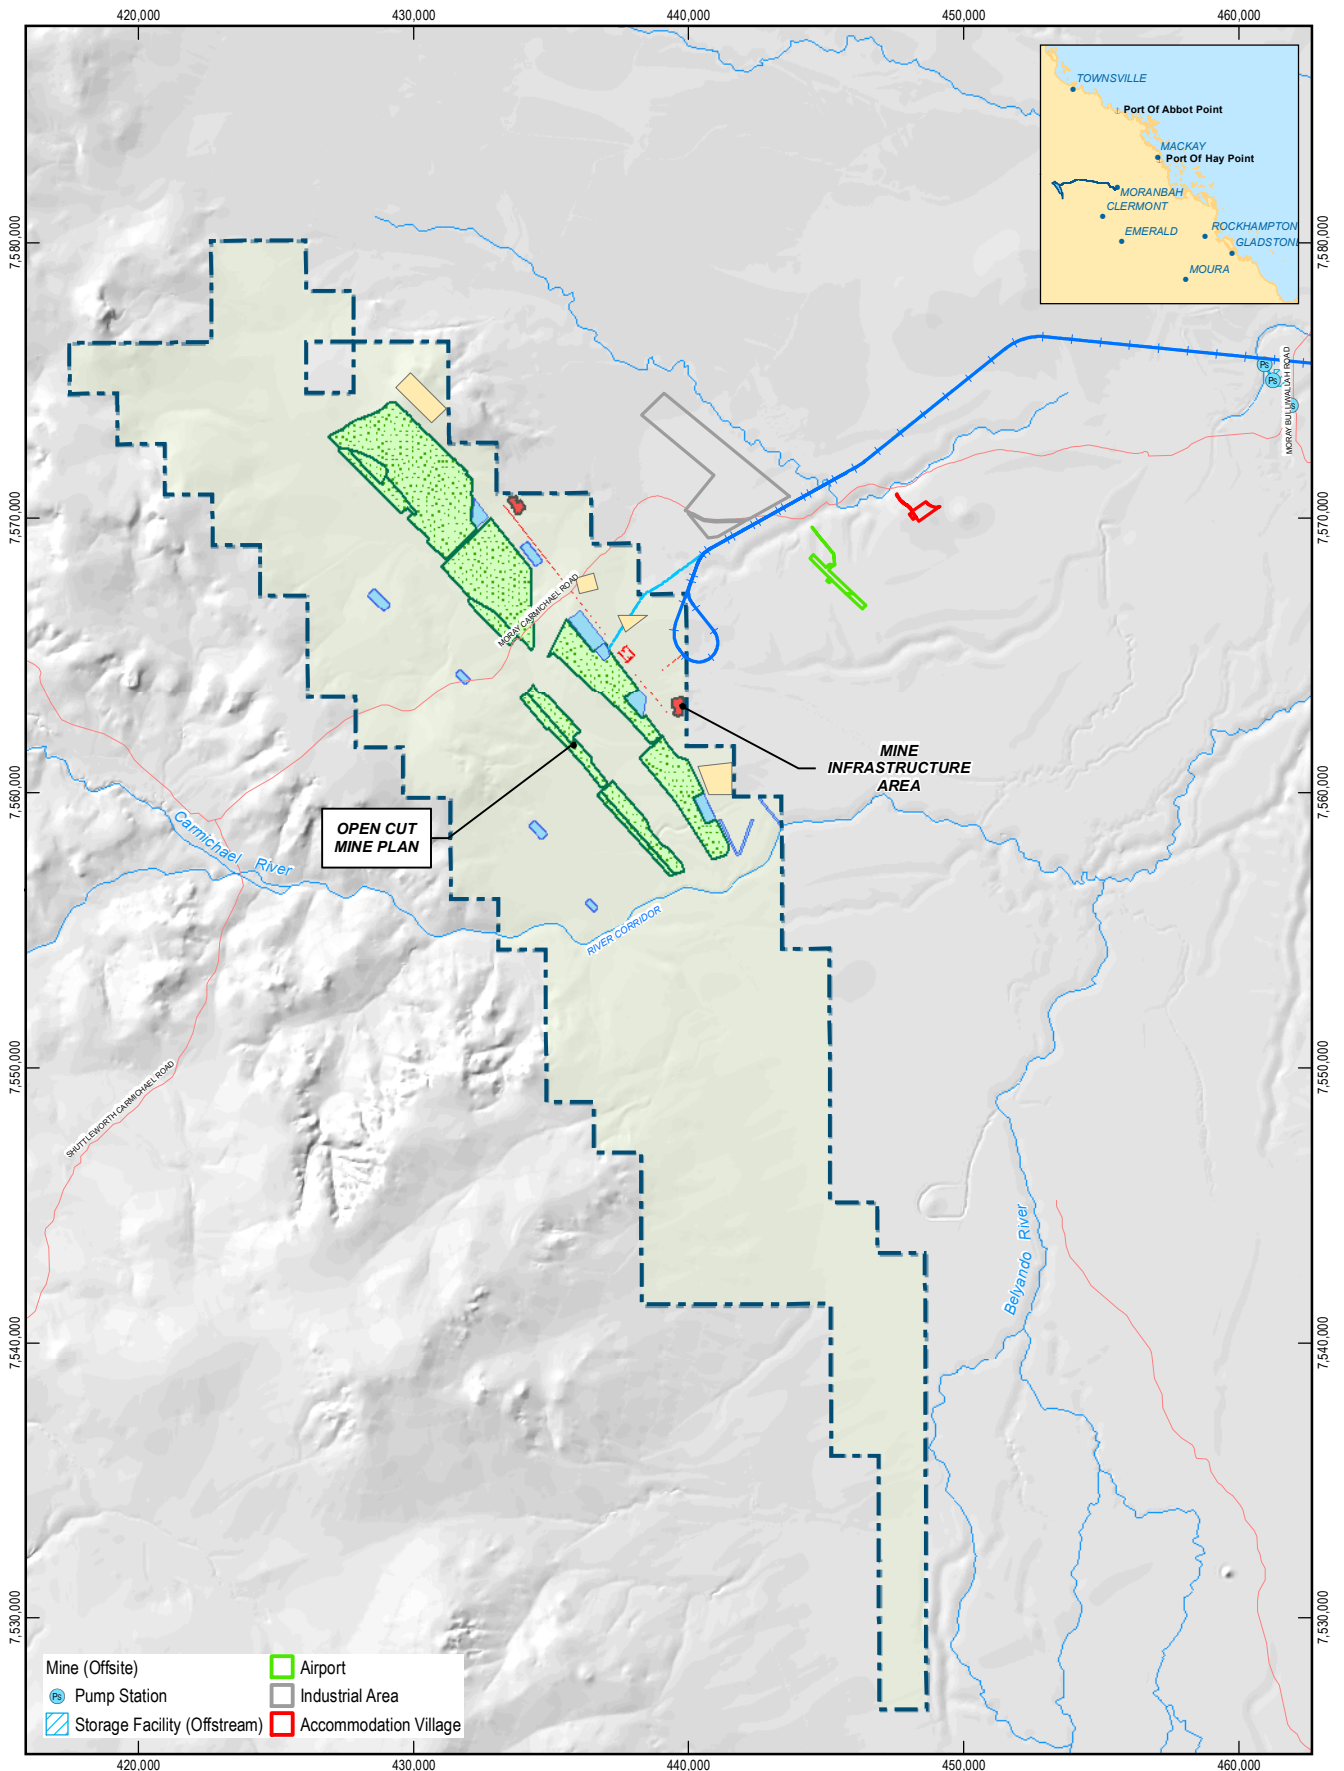 420,000
430,000
440,000
450,000
460,000
TOWNSVILLE
Port Of Abbot Point
MACKAY
Port Of Hay Point
MORANBAH
CLERMONT
EMERALD
ROCKHAMPTON
GLADSTONE
MOURA
7,580,000
7,580,000
Ps
Ps
S
MORAY BULLIWALLAH ROAD
7,570,000
7,570,000
MORAY CARMICHAEL ROAD
MINE
INFRASTRUCTURE
AREA
7,560,000
7,560,000
OPEN CUT
MINE PLAN
Carmichael River
RIVER CORRIDOR
7,550,000
7,550,000
SHUTTLEWORTH CARMICHAEL ROAD
Belyando River
7,540,000
7,540,000
7,530,000
7,530,000
Mine (Offsite)
Ps Pump Station
Storage Facility (Offstream)
Airport
Industrial Area
Accommodation Village
420,000
430,000
440,000
450,000
460,000